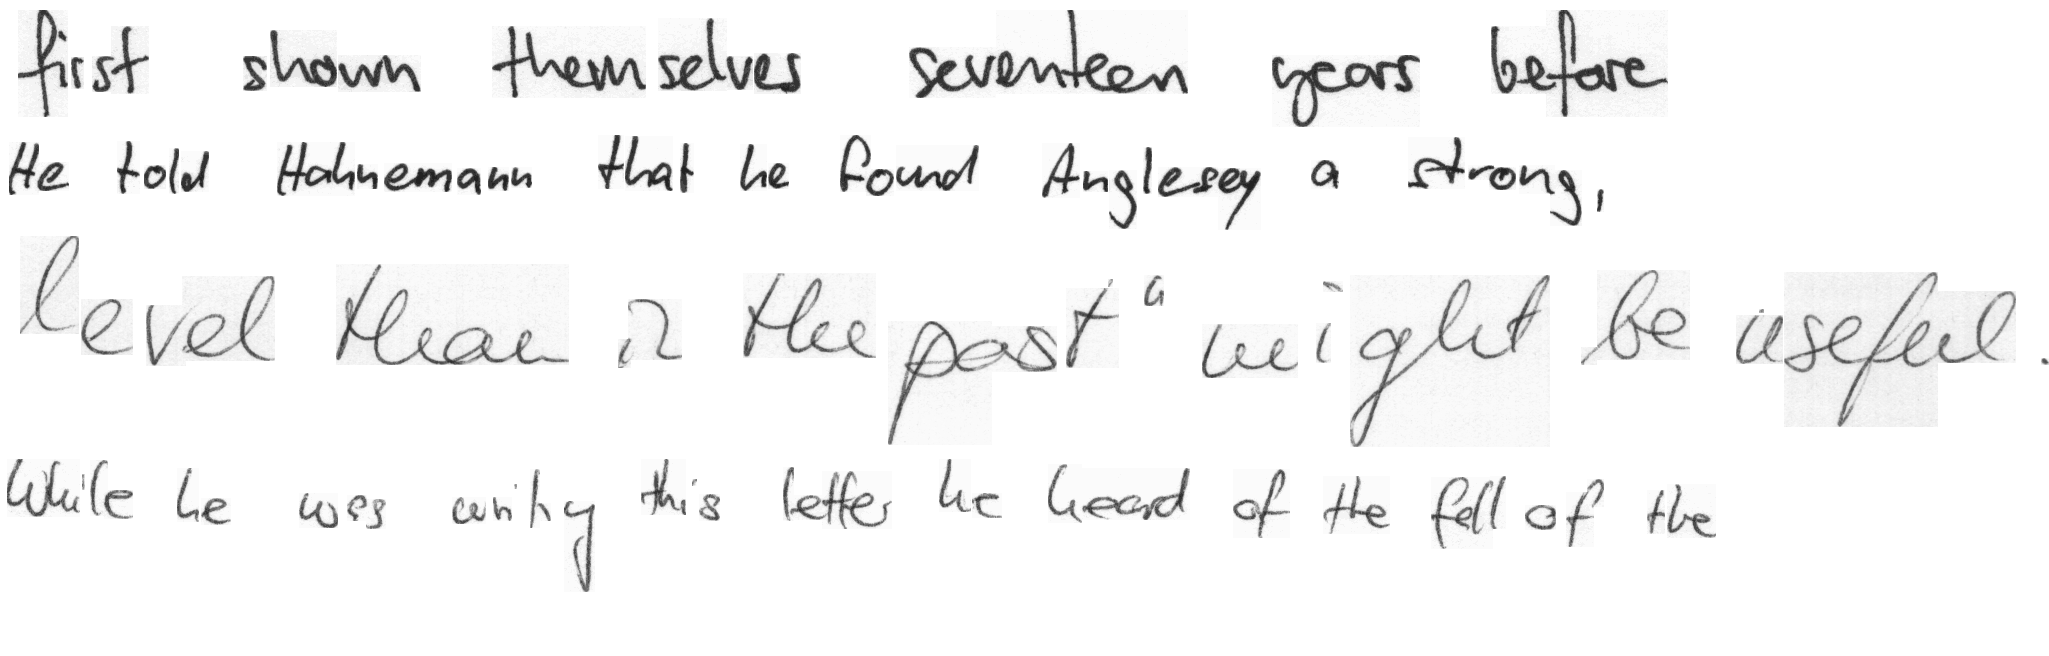 first shown themselves seventeen years before
He told Hahnemann that he found Anglesey a strong,
level than in the past " might be useful.
While he was writing this letter he heard of the fall of the